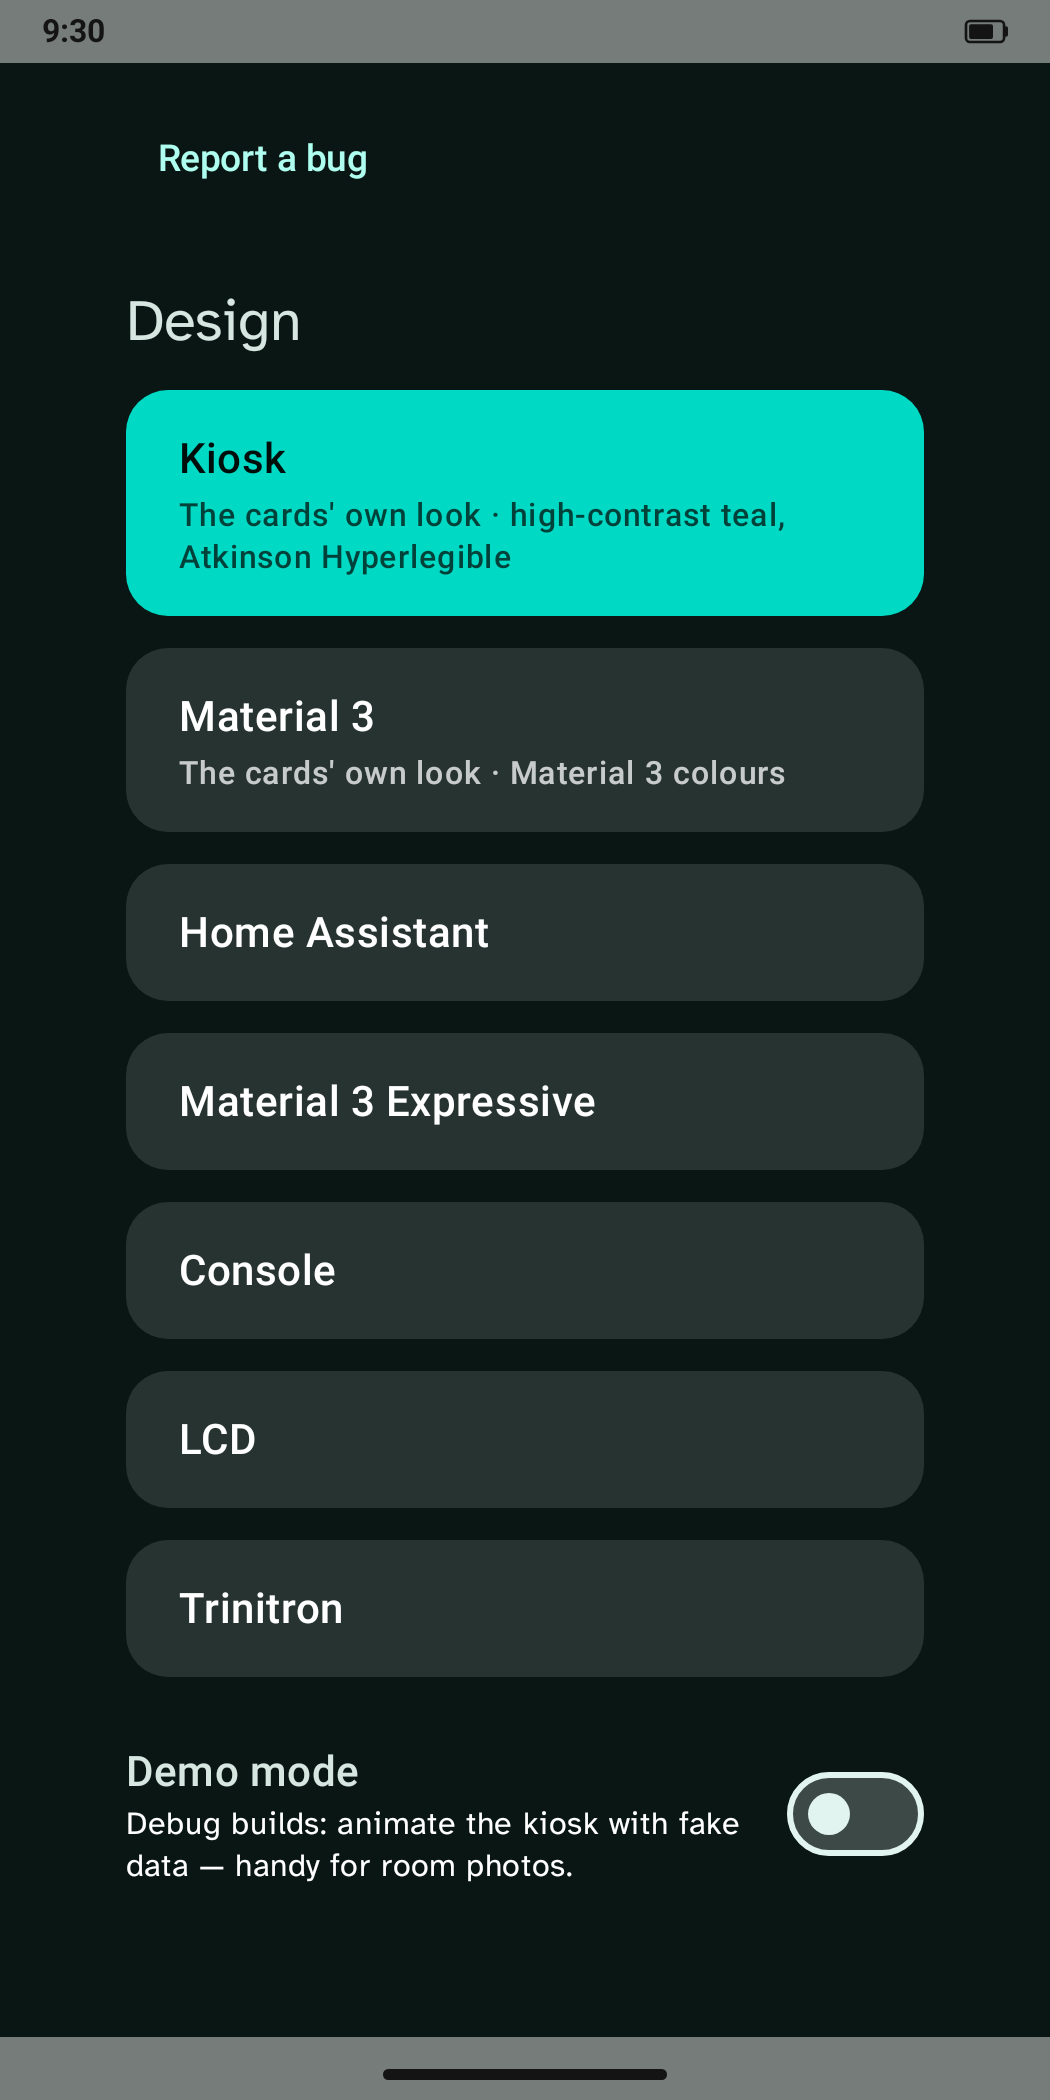 9:30
Report a bug
Design
Kiosk
The cards' own look · high-contrast teal,
Atkinson Hyperlegible
Material 3
The cards' own look · Material 3 colours
Home Assistant
Material 3 Expressive
Console
LCD
Trinitron
Demo mode
Debug builds: animate the kiosk with fake
data — handy for room photos.